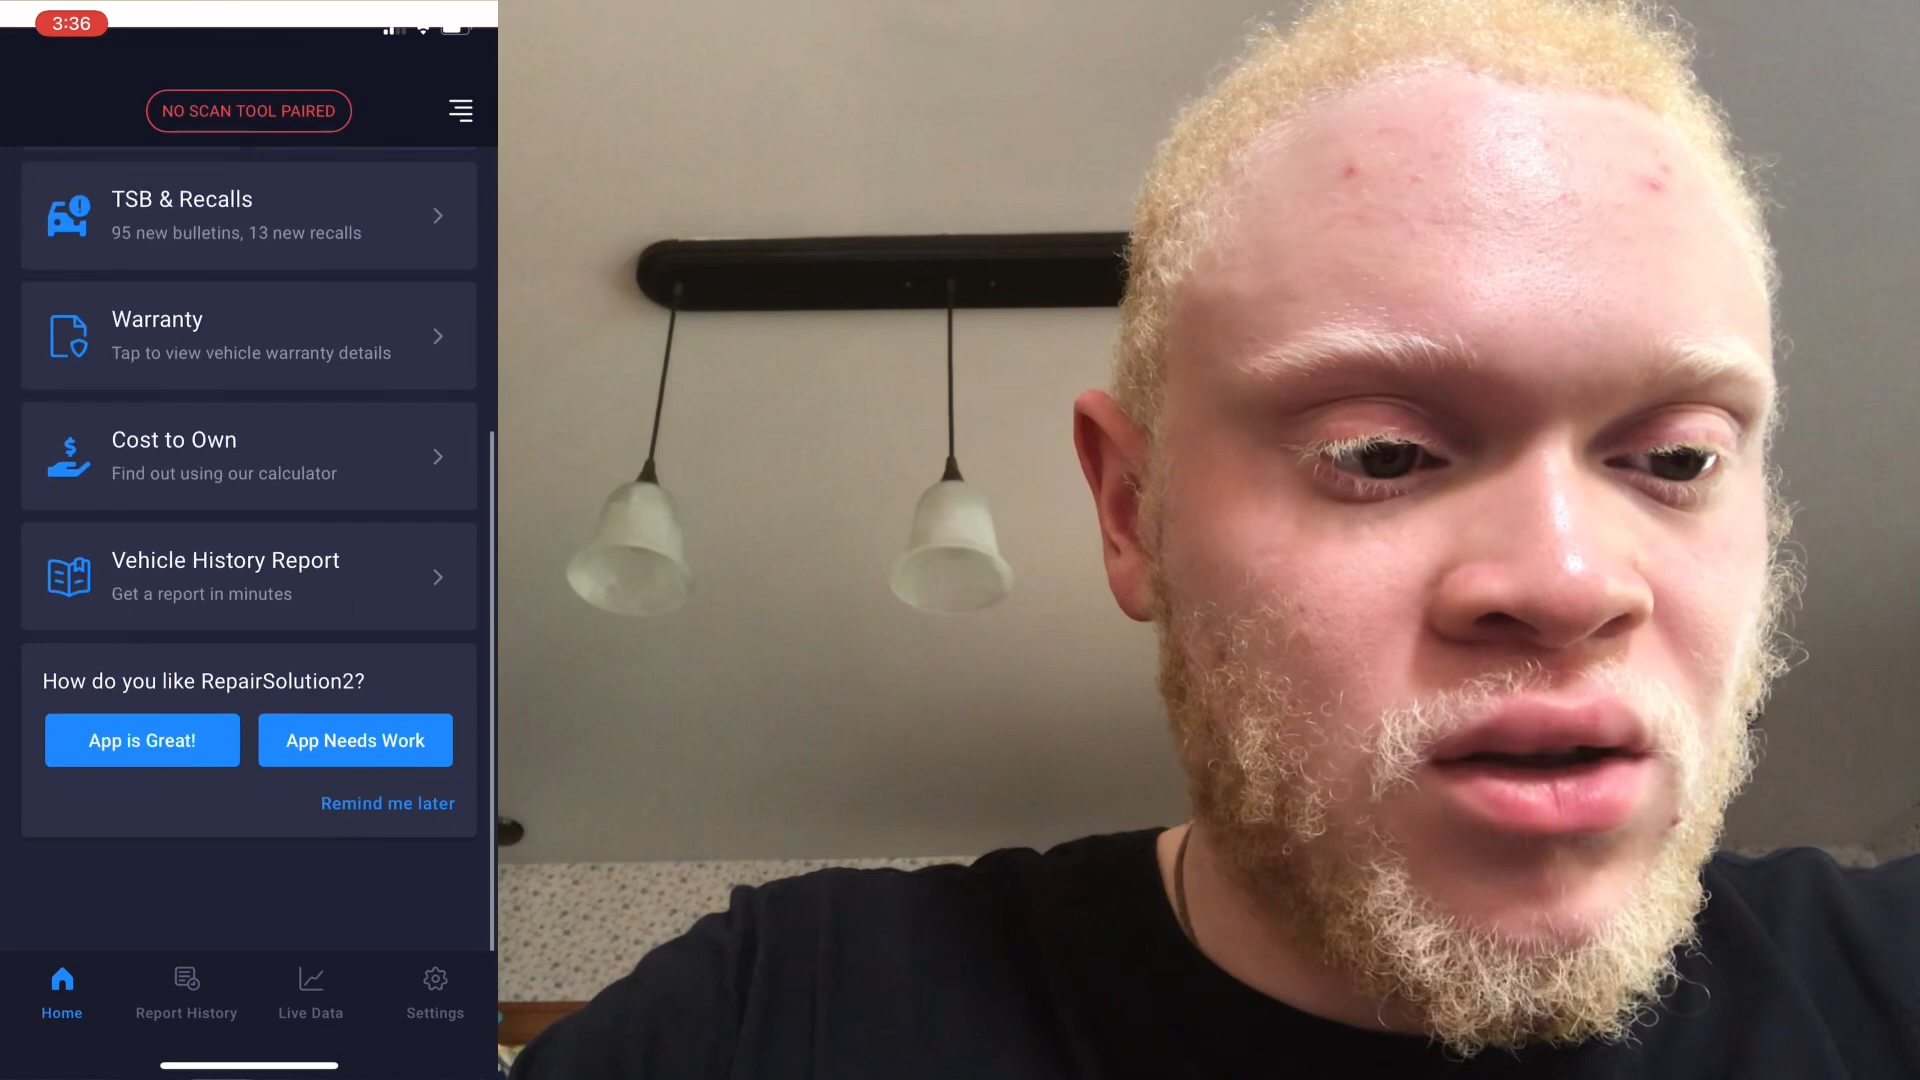 3:36
NO SCAN TOOL PAIRED
TSB & Recalls
95 new bulletins, 13 new recalls
Warranty
Tap to view vehicle warranty details
Cost to Own
Find out using our calculator
Vehicle History Report
Get a report in minutes
How do you like RepairSolution2?
App is Great!
App Needs Work
Remind me later
Home
Report History
Live Data
Settings